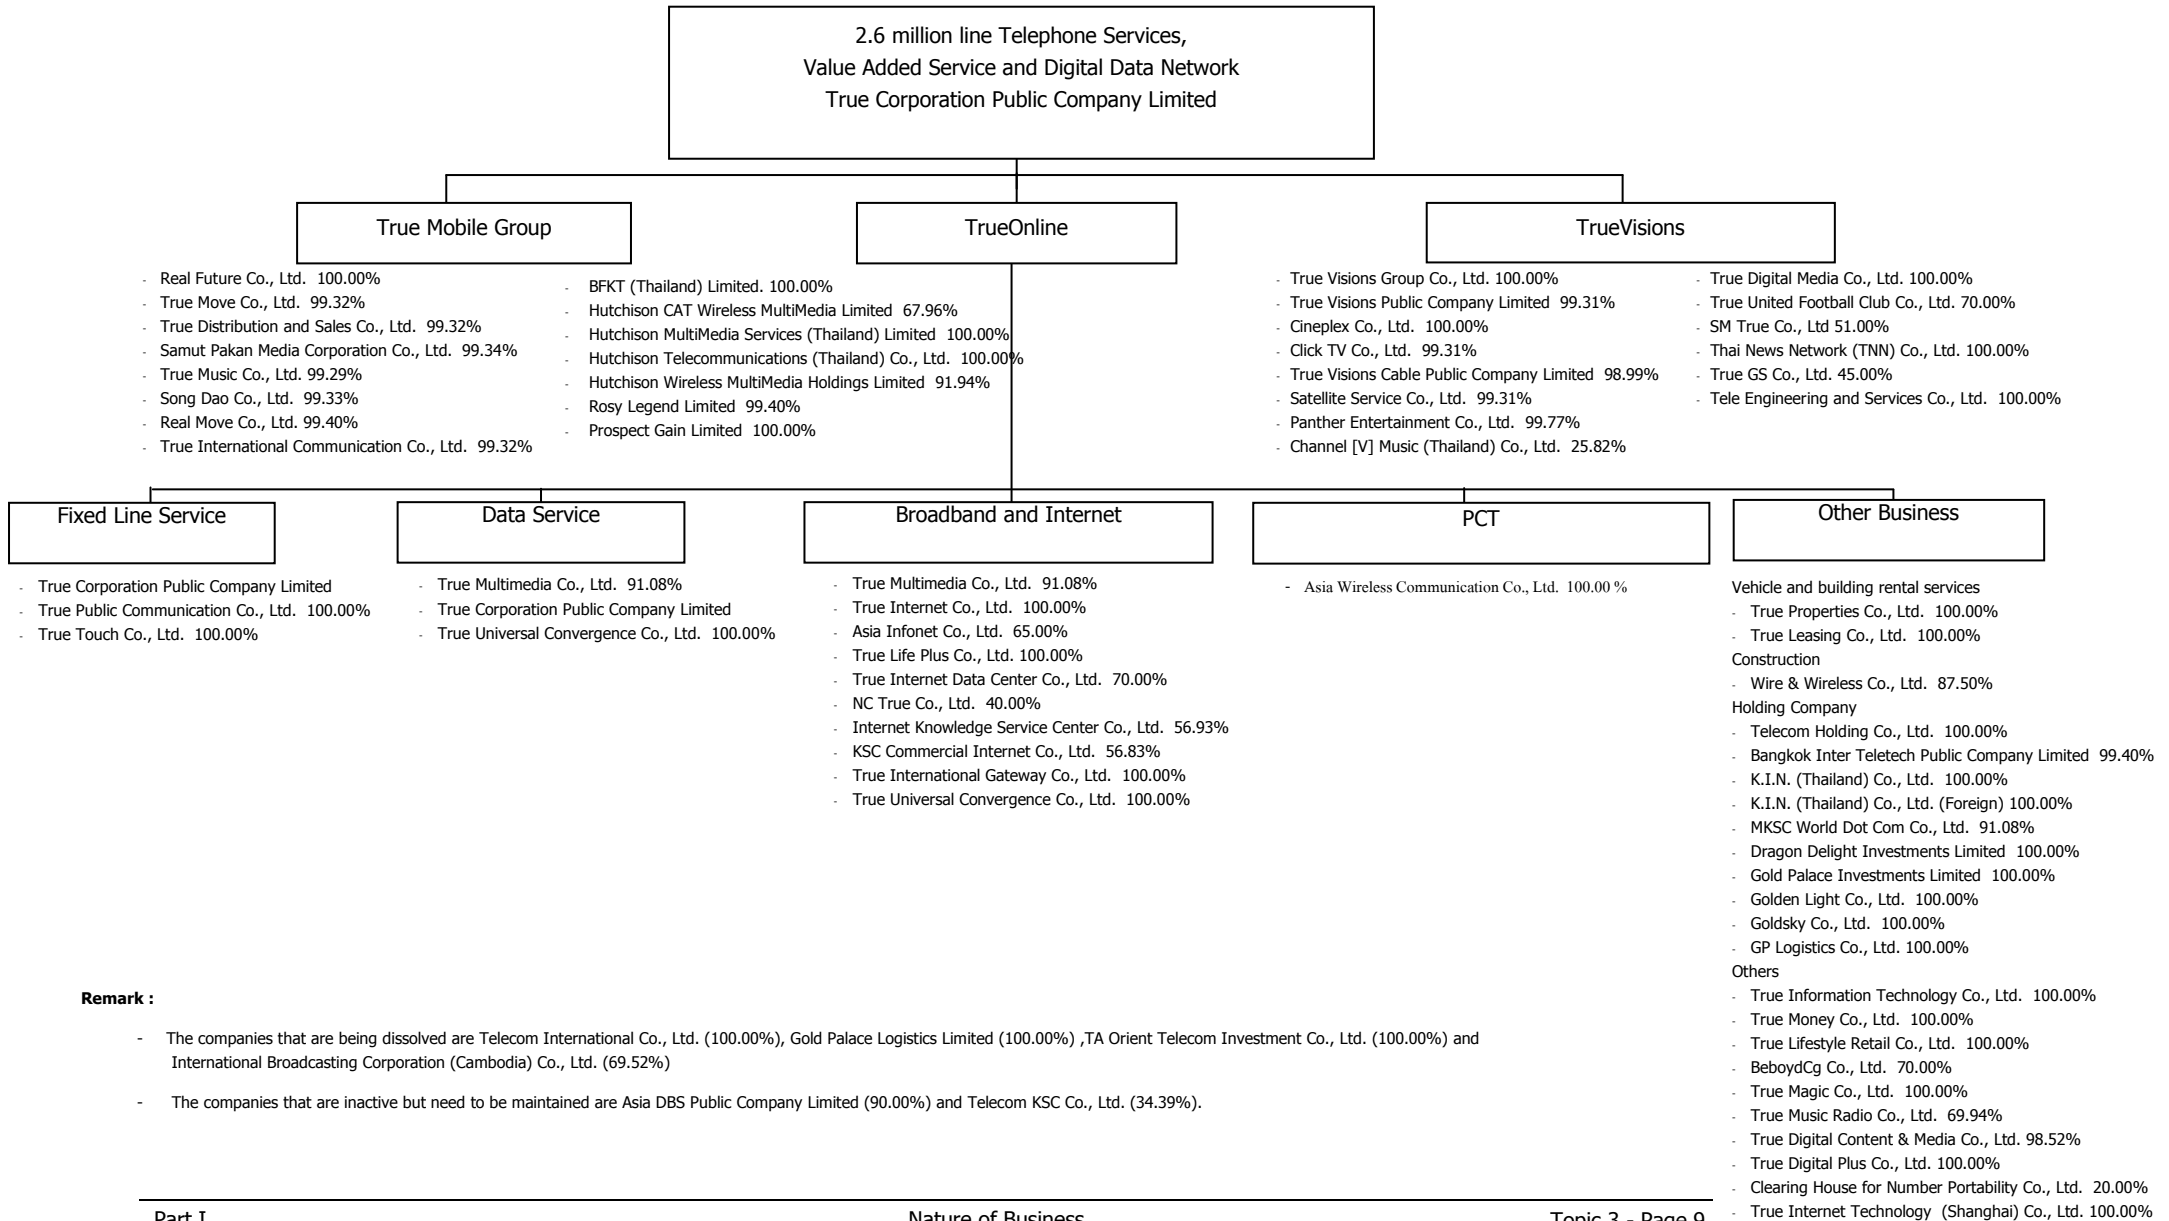 2.6 million line Telephone Services,
Value Added Service and Digital Data Network
True Corporation Public Company Limited
True Mobile Group
- Real Future Co., Ltd. 100.00%
- True Move Co., Ltd. 99.32%
- True Distribution and Sales Co., Ltd. 99.32%
- Samut Pakan Media Corporation Co., Ltd. 99.34%
- True Music Co., Ltd. 99.29%
- Song Dao Co., Ltd. 99.33%
- Real Move Co., Ltd. 99.40%
- True International Communication Co., Ltd. 99.32%
- BFKT (Thailand) Limited. 100.00%
- Hutchison CAT Wireless MultiMedia Limited 67.96%
- Hutchison MultiMedia Services (Thailand) Limited 100.00%
- Hutchison Telecommunications (Thailand) Co., Ltd. 100.00%
- Hutchison Wireless MultiMedia Holdings Limited 91.94%
- Rosy Legend Limited 99.40%
- Prospect Gain Limited 100.00%
TrueOnline
TrueVisions
- True Visions Group Co., Ltd. 100.00%
- True Visions Public Company Limited 99.31%
- Cineplex Co., Ltd. 100.00%
- Click TV Co., Ltd. 99.31%
- True Visions Cable Public Company Limited 98.99%
- Satellite Service Co., Ltd. 99.31%
- Panther Entertainment Co., Ltd. 99.77%
- Channel [V] Music (Thailand) Co., Ltd. 25.82%
- True Digital Media Co., Ltd. 100.00%
- True United Football Club Co., Ltd. 70.00%
- SM True Co., Ltd 51.00%
- Thai News Network (TNN) Co., Ltd. 100.00%
- True GS Co., Ltd. 45.00%
- Tele Engineering and Services Co., Ltd. 100.00%
Fixed Line Service
- True Corporation Public Company Limited
- True Public Communication Co., Ltd. 100.00%
- True Touch Co., Ltd. 100.00%
Data Service
- True Multimedia Co., Ltd. 91.08%
- True Corporation Public Company Limited
- True Universal Convergence Co., Ltd. 100.00%
Broadband and Internet
- True Multimedia Co., Ltd. 91.08%
- True Internet Co., Ltd. 100.00%
- Asia Infonet Co., Ltd. 65.00%
- True Life Plus Co., Ltd. 100.00%
- True Internet Data Center Co., Ltd. 70.00%
- NC True Co., Ltd. 40.00%
- Internet Knowledge Service Center Co., Ltd. 56.93%
- KSC Commercial Internet Co., Ltd. 56.83%
- True International Gateway Co., Ltd. 100.00%
- True Universal Convergence Co., Ltd. 100.00%
PCT
- Asia Wireless Communication Co., Ltd. 100.00 %
Other Business
Vehicle and building rental services
- True Properties Co., Ltd. 100.00%
- True Leasing Co., Ltd. 100.00%
Construction
- Wire & Wireless Co., Ltd. 87.50%
Holding Company
- Telecom Holding Co., Ltd. 100.00%
- Bangkok Inter Teletech Public Company Limited 99.40%
- K.I.N. (Thailand) Co., Ltd. 100.00%
- K.I.N. (Thailand) Co., Ltd. (Foreign) 100.00%
- MKSC World Dot Com Co., Ltd. 91.08%
- Dragon Delight Investments Limited 100.00%
- Gold Palace Investments Limited 100.00%
- Golden Light Co., Ltd. 100.00%
- Goldsky Co., Ltd. 100.00%
- GP Logistics Co., Ltd. 100.00%
Others
- True Information Technology Co., Ltd. 100.00%
- True Money Co., Ltd. 100.00%
- True Lifestyle Retail Co., Ltd. 100.00%
- BeboydCg Co., Ltd. 70.00%
- True Magic Co., Ltd. 100.00%
- True Music Radio Co., Ltd. 69.94%
- True Digital Content & Media Co., Ltd. 98.52%
- True Digital Plus Co., Ltd. 100.00%
- Clearing House for Number Portability Co., Ltd. 20.00%
- True Internet Technology (Shanghai) Co., Ltd. 100.00%
Remark :
- The companies that are being dissolved are Telecom International Co., Ltd. (100.00%), Gold Palace Logistics Limited (100.00%) ,TA Orient Telecom Investment Co., Ltd. (100.00%) and
International Broadcasting Corporation (Cambodia) Co., Ltd. (69.52%)
- The companies that are inactive but need to be maintained are Asia DBS Public Company Limited (90.00%) and Telecom KSC Co., Ltd. (34.39%).
Part I Nature of Business Topic 3 - Page 9